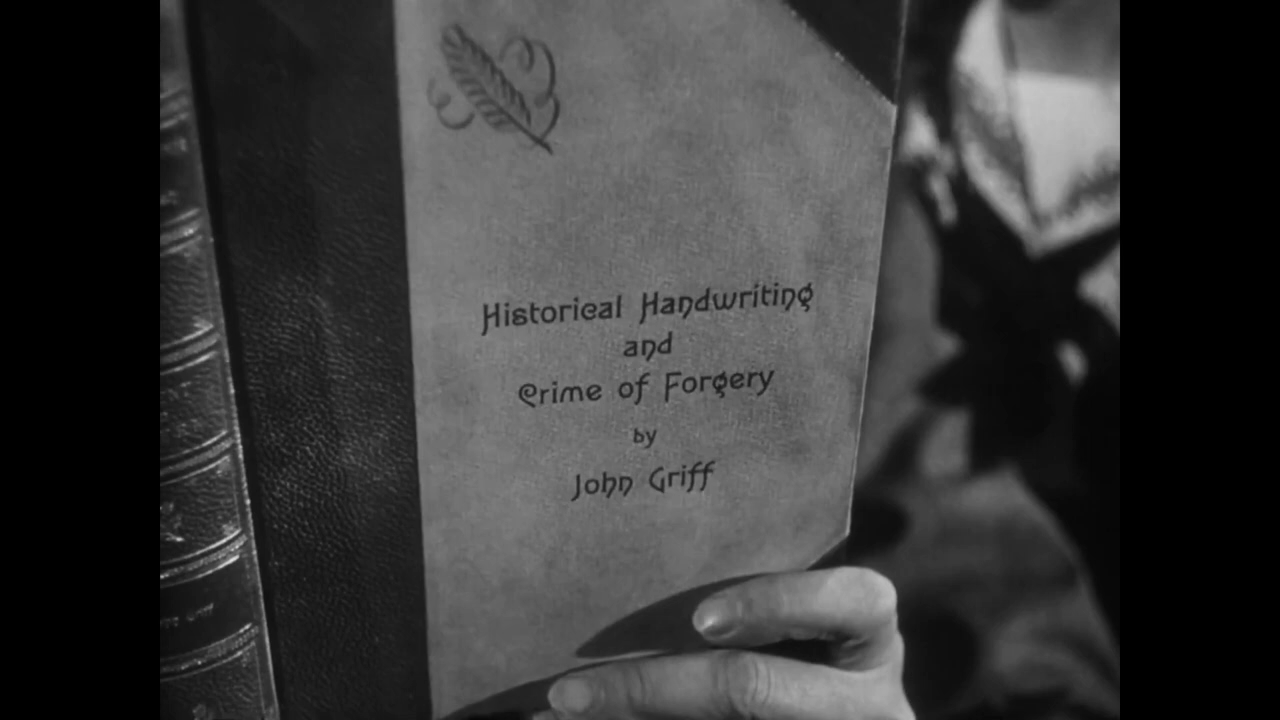 Historical Handwriting
and
Crime of Forgery
by
John Griff